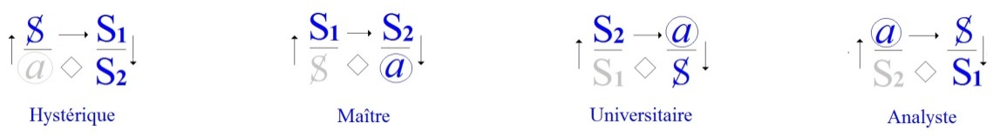 $ → S1 S1 → S2 S2 → a a → $
a ◇ S2 $ ◇ a S1 ◇ $ S2 ◇ S1
Hystérique Maître Universitaire Analyste